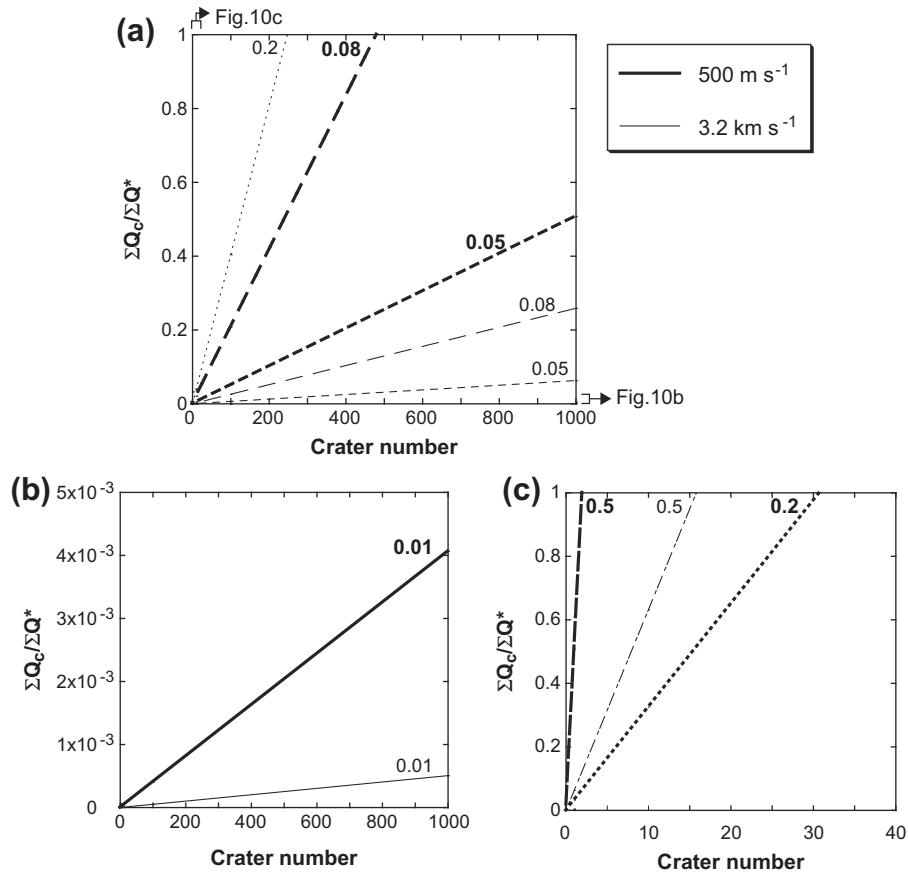 Fig.10c
(a)
1
0.8
0.6
0.4
0.2
0
ΣQc/ΣQ*
0.2
0.08
0.05
0.08
0.05
0 200 400 600 800 1000
Crater number
Fig.10b
500 m s-1
3.2 km s-1
(b)
5x10-3
4x10-3
3x10-3
2x10-3
1x10-3
0
ΣQc/ΣQ*
0.01
0.01
0 200 400 600 800 1000
Crater number
(c)
1
0.8
0.6
0.4
0.2
0
ΣQc/ΣQ*
0.5 0.5 0.2
0 10 20 30 40
Crater number